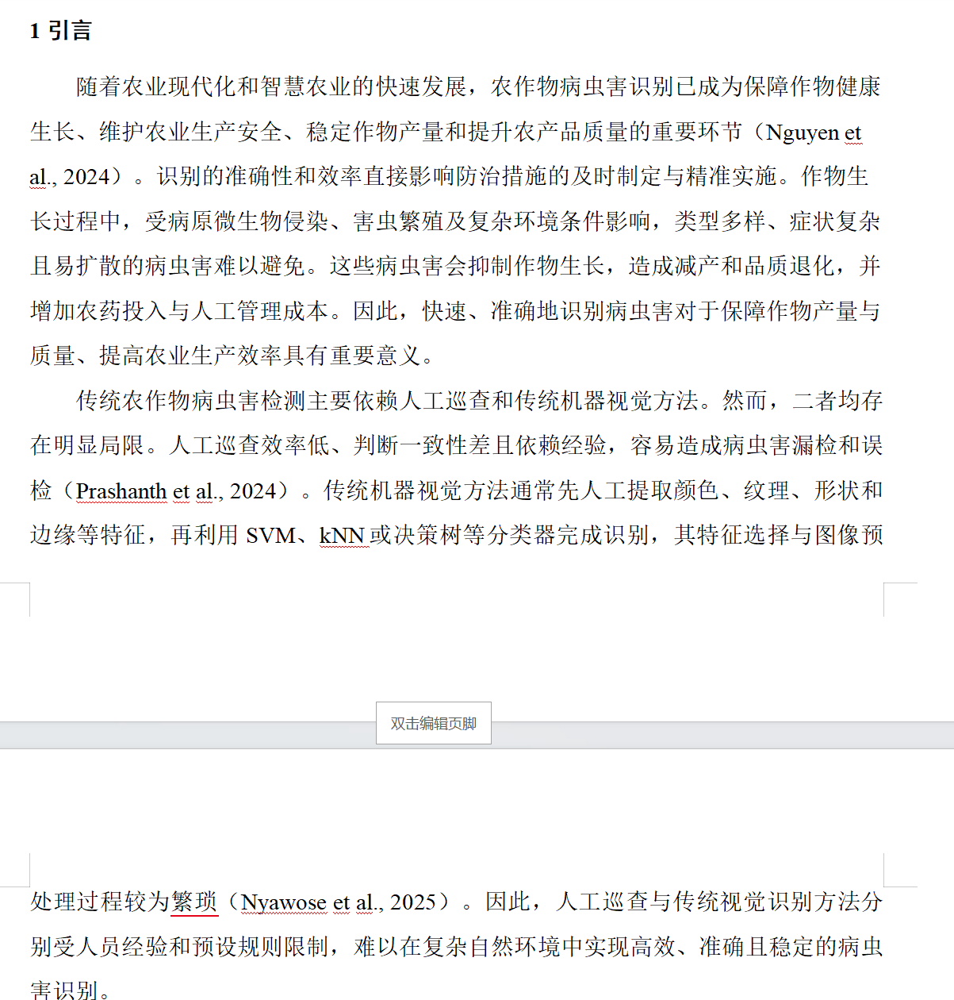 1 引言
随着农业现代化和智慧农业的快速发展，农作物病虫害识别已成为保障作物健康
生长、维护农业生产安全、稳定作物产量和提升农产品质量的重要环节（Nguyen et
al., 2024）。识别的准确性和效率直接影响防治措施的及时制定与精准实施。作物生
长过程中，受病原微生物侵染、害虫繁殖及复杂环境条件影响，类型多样、症状复杂
且易扩散的病虫害难以避免。这些病虫害会抑制作物生长，造成减产和品质退化，并
增加农药投入与人工管理成本。因此，快速、准确地识别病虫害对于保障作物产量与
质量、提高农业生产效率具有重要意义。
传统农作物病虫害检测主要依赖人工巡查和传统机器视觉方法。然而，二者均存
在明显局限。人工巡查效率低、判断一致性差且依赖经验，容易造成病虫害漏检和误
检（Prashanth et al., 2024）。传统机器视觉方法通常先人工提取颜色、纹理、形状和
边缘等特征，再利用 SVM、kNN 或决策树等分类器完成识别，其特征选择与图像预
双击编辑页脚
处理过程较为繁琐（Nyawose et al., 2025）。因此，人工巡查与传统视觉识别方法分
别受人员经验和预设规则限制，难以在复杂自然环境中实现高效、准确且稳定的病虫
害识别。